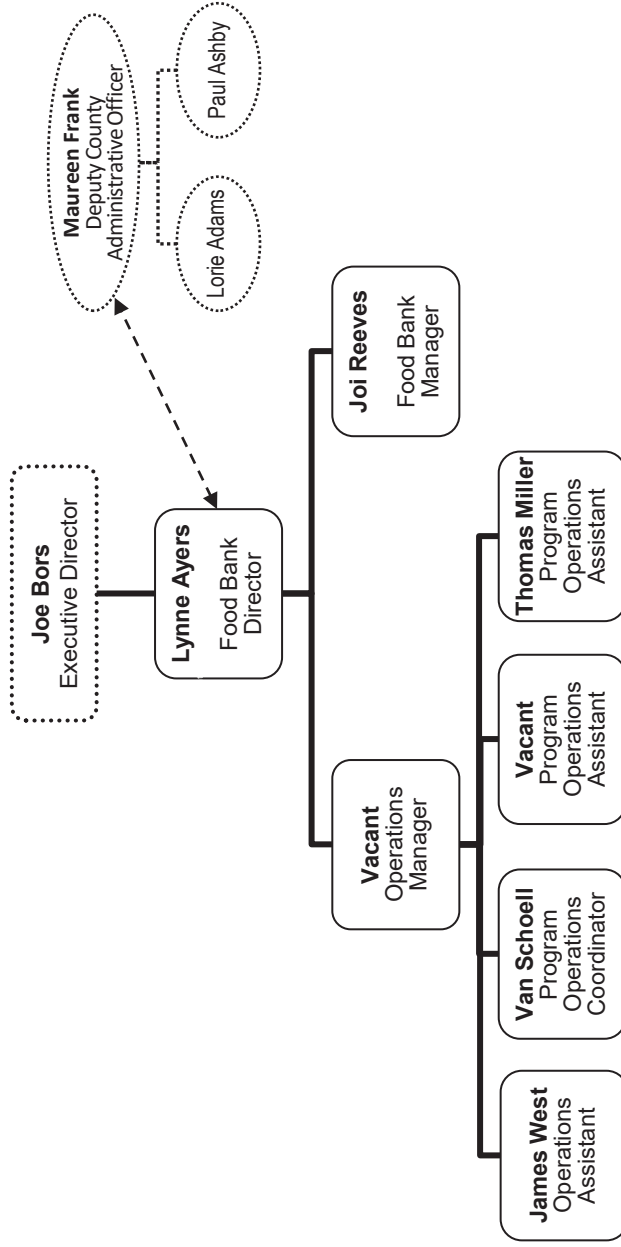 Joe Bors
Executive Director
Maureen Frank
Deputy County
Administrative Officer
Lorie Adams
Paul Ashby
Lynne Ayers
Food Bank
Director
Vacant
Operations
Manager
Joi Reeves
Food Bank
Manager
James West
Operations
Assistant
Van Schoell
Program
Operations
Coordinator
Vacant
Program
Operations
Assistant
Thomas Miller
Program
Operations
Assistant